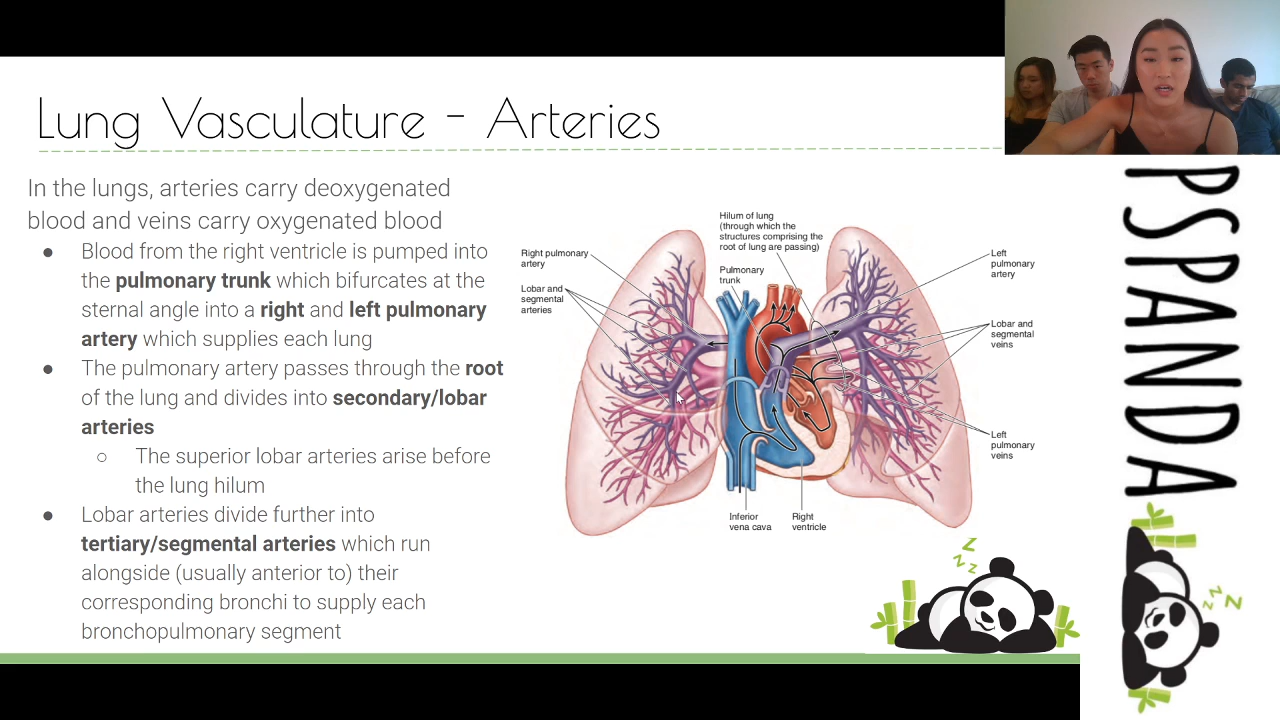 Lung Vasculature - Arteries
In the lungs, arteries carry deoxygenated
blood and veins carry oxygenated blood
● Blood from the right ventricle is pumped into
the pulmonary trunk which bifurcates at the
sternal angle into a right and left pulmonary
artery which supplies each lung
● The pulmonary artery passes through the root
of the lung and divides into secondary/lobar
arteries
○ The superior lobar arteries arise before
the lung hilum
● Lobar arteries divide further into
tertiary/segmental arteries which run
alongside (usually anterior to) their
corresponding bronchi to supply each
bronchopulmonary segment
Right pulmonary
artery
Lobar and
segmental
arteries
Hilum of lung
(through which the
structures comprising the
root of lung are passing)
Pulmonary
trunk
Left
pulmonary
artery
Lobar and
segmental
veins
Left
pulmonary
veins
Inferior
vena cava
Right
ventricle
z
z
z
PSPANDA
z
z
z